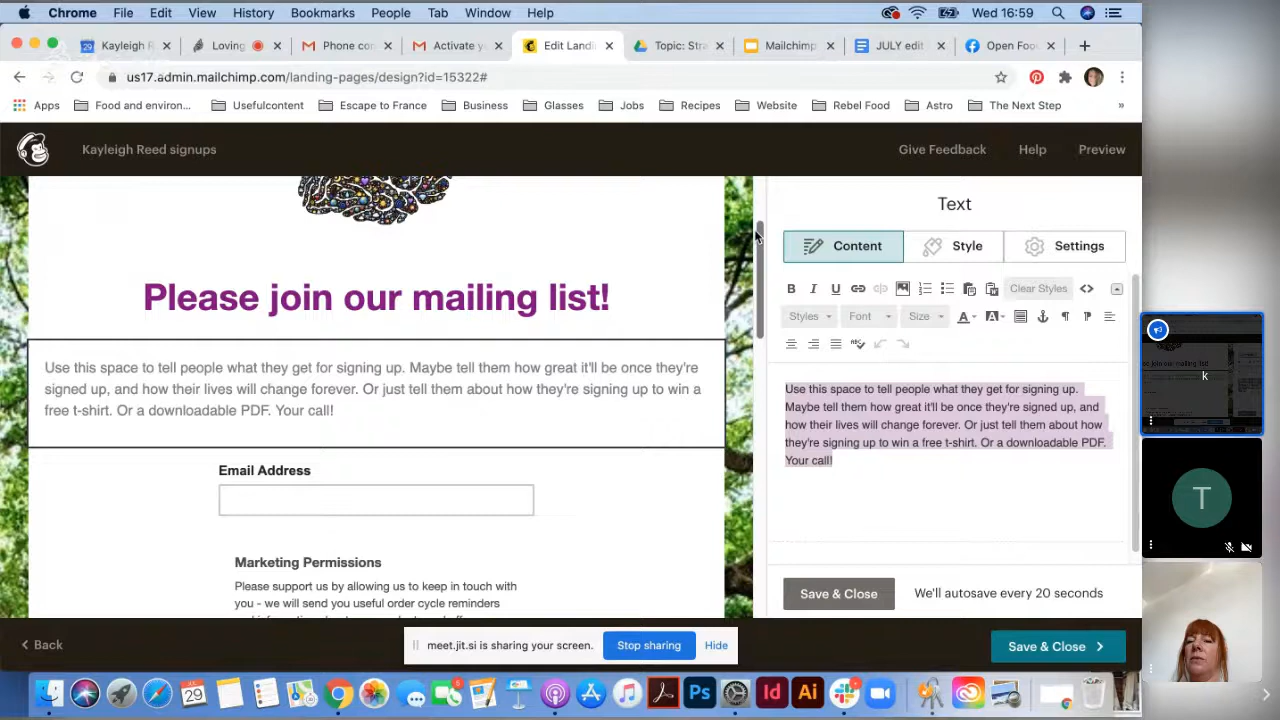 Chrome File Edit View History Bookmarks People Tab Window Help Wed 16:59
Kayleigh R Loving Phone con Activate y Edit Landi Topic: Stra Mailchimp JULY edit Open Foo
us17.admin.mailchimp.com/landing-pages/design?id=15322#
Apps Food and environ... Usefulcontent Escape to France Business Glasses Jobs Recipes Website Rebel Food Astro The Next Step »
Kayleigh Reed signups Give Feedback Help Preview
Text
Content Style Settings
B I U Clear Styles <>
Styles Font Size A A
Please join our mailing list!
Use this space to tell people what they get for signing up. Maybe tell them how great it'll be once they're
signed up, and how their lives will change forever. Or just tell them about how they're signing up to win a
free t-shirt. Or a downloadable PDF. Your call!
Use this space to tell people what they get for signing up.
Maybe tell them how great it'll be once they're signed up, and
how their lives will change forever. Or just tell them about how
they're signing up to win a free t-shirt. Or a downloadable PDF.
Your call!
Email Address
Marketing Permissions
Please support us by allowing us to keep in touch with
you - we will send you useful order cycle reminders
Save & Close We'll autosave every 20 seconds
Back
meet.jit.si is sharing your screen. Stop sharing Hide
Save & Close
JUL
29
Ps
Id
Ai
k
T